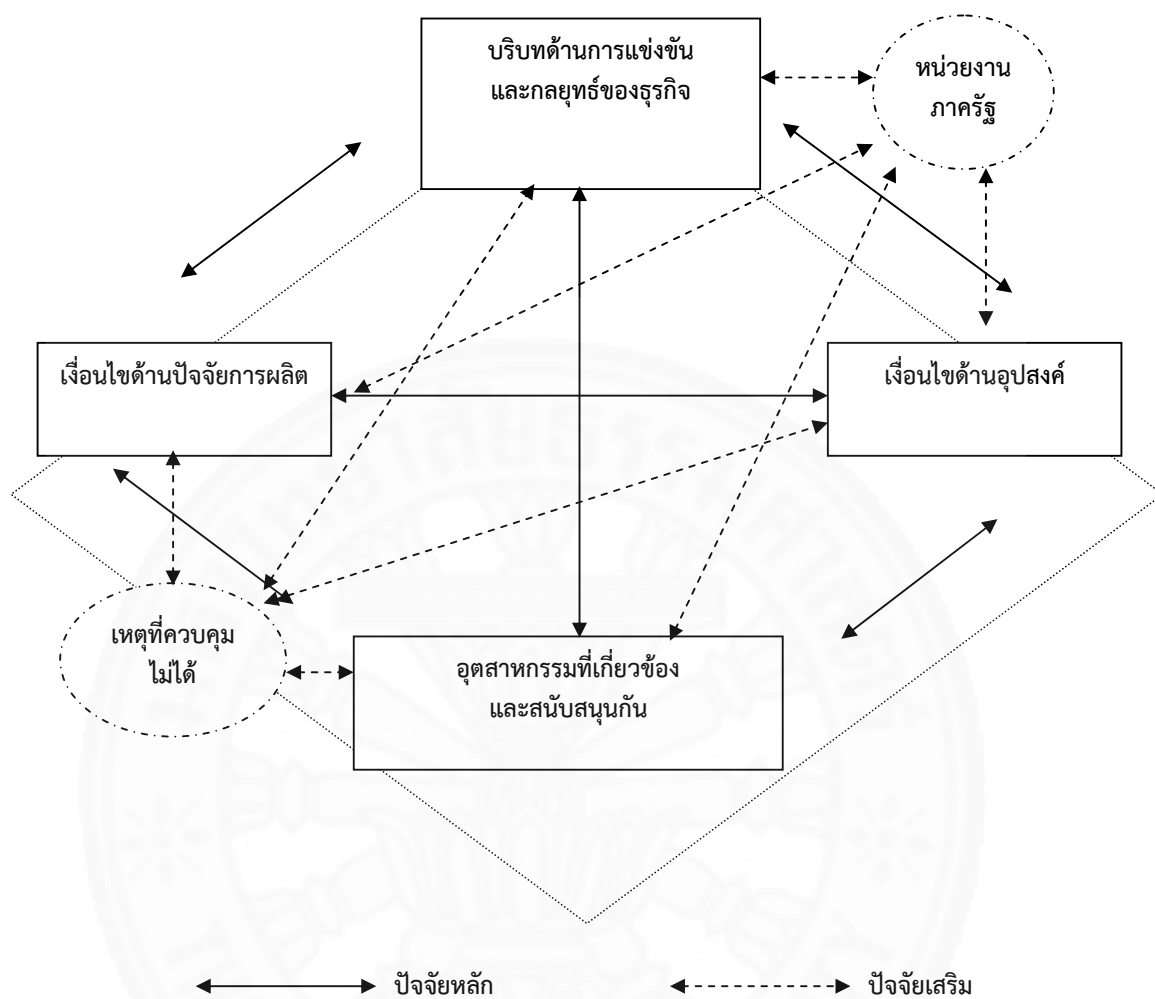 บริบทด้านการแข่งขัน
และกลยุทธ์ของธุรกิจ
หน่วยงาน
ภาครัฐ
เงื่อนไขด้านปัจจัยการผลิต
เงื่อนไขด้านอุปสงค์
เหตุที่ควบคุม
ไม่ได้
อุตสาหกรรมที่เกี่ยวข้อง
และสนับสนุนกัน
ปัจจัยหลัก
ปัจจัยเสริม